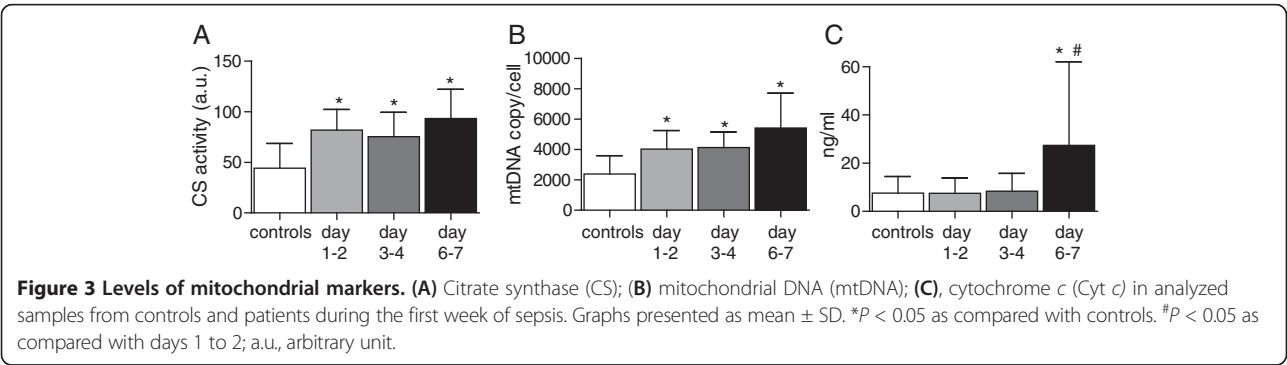 A
150
100
50
0
CS activity (a.u.)
*
*
*
controls
day
1-2
day
3-4
day
6-7
B
10000
8000
6000
4000
2000
0
mtDNA copy/cell
*
*
*
controls
day
1-2
day
3-4
day
6-7
C
60
40
20
0
ng/ml
* #
controls
day
1-2
day
3-4
day
6-7
Figure 3 Levels of mitochondrial markers. (A) Citrate synthase (CS); (B) mitochondrial DNA (mtDNA); (C), cytochrome c (Cyt c) in analyzed
samples from controls and patients during the first week of sepsis. Graphs presented as mean ± SD. *P < 0.05 as compared with controls. #P < 0.05 as
compared with days 1 to 2; a.u., arbitrary unit.